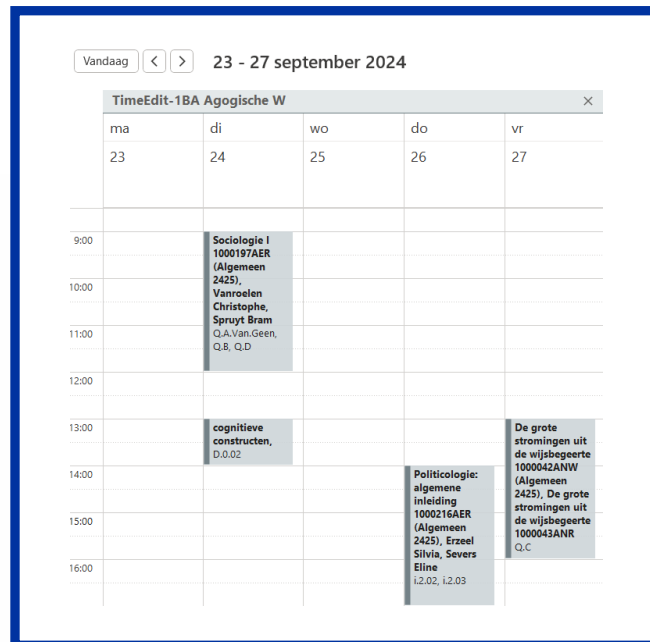 Vandaag
23 - 27 september 2024
TimeEdit-1BA Agogische W
ma
di
wo
do
vr
23
24
25
26
27
9:00
10:00
11:00
12:00
13:00
14:00
15:00
16:00
Sociologie I
1000197AER
(Algemeen
2425),
Vanroelen
Christophe,
Spruyt Bram
Q.A.Van.Geen,
Q.B, Q.D
cognitieve
constructen,
D.0.02
Politicologie:
algemene
inleiding
1000216AER
(Algemeen
2425), Erzeel
Silvia, Severs
Eline
i.2.02, i.2.03
De grote
stromingen uit
de wijsbegeerte
1000042ANW
(Algemeen
2425), De grote
stromingen uit
de wijsbegeerte
1000043ANR
Q.C